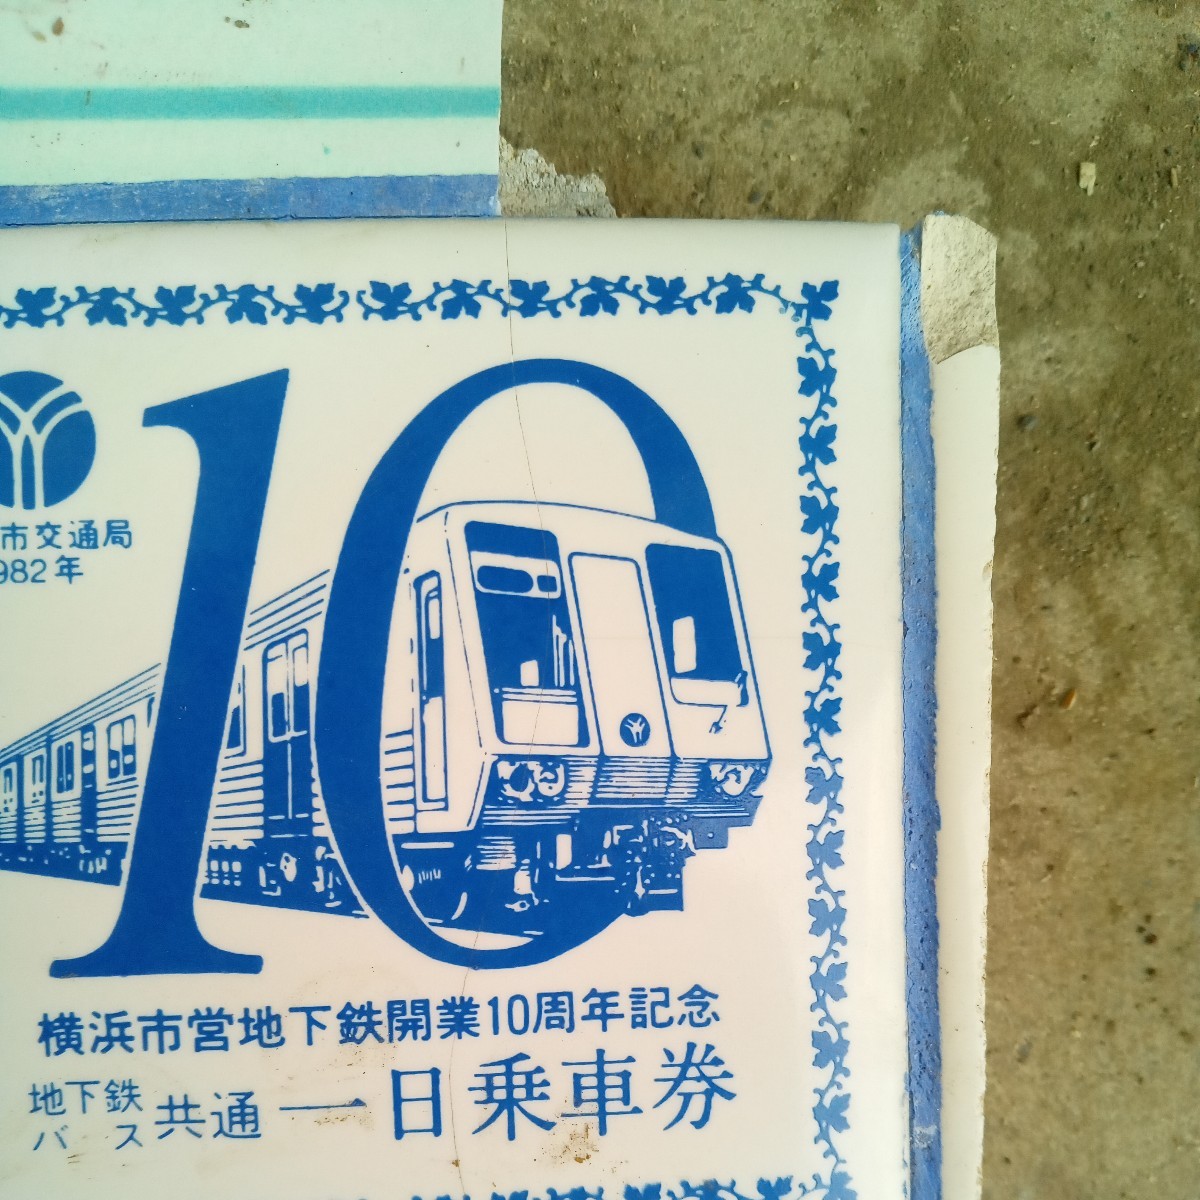 10
市交通局
982年
横浜市営地下鉄開業10周年記念
地下鉄
バス 共通 一日乗車券